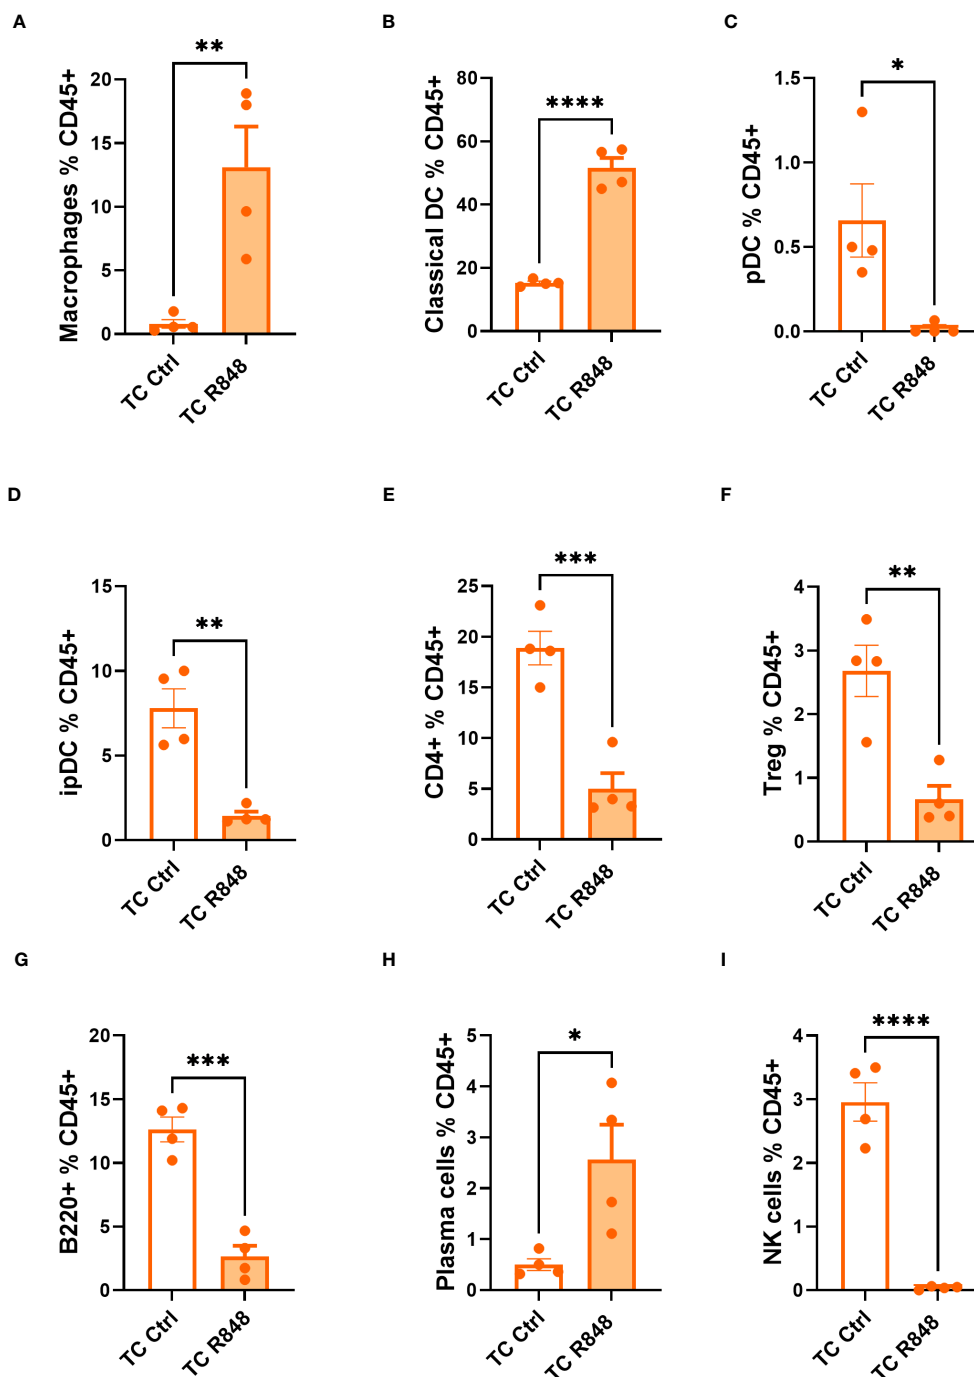 A
B
C
**
****
*
Macrophages % CD45+
20
15
10
5
0
TC Ctrl
TC R848
Classical DC % CD45+
80
60
40
20
0
TC Ctrl
TC R848
pDC % CD45+
1.5
1.0
0.5
0.0
TC Ctrl
TC R848
D
E
F
**
***
**
ipDC % CD45+
15
10
5
0
TC Ctrl
TC R848
CD4+ % CD45+
25
20
15
10
5
0
TC Ctrl
TC R848
Treg % CD45+
4
3
2
1
0
TC Ctrl
TC R848
G
H
I
***
*
****
B220+ % CD45+
20
15
10
5
0
TC Ctrl
TC R848
Plasma cells % CD45+
5
4
3
2
1
0
TC Ctrl
TC R848
NK cells % CD45+
4
3
2
1
0
TC Ctrl
TC R848